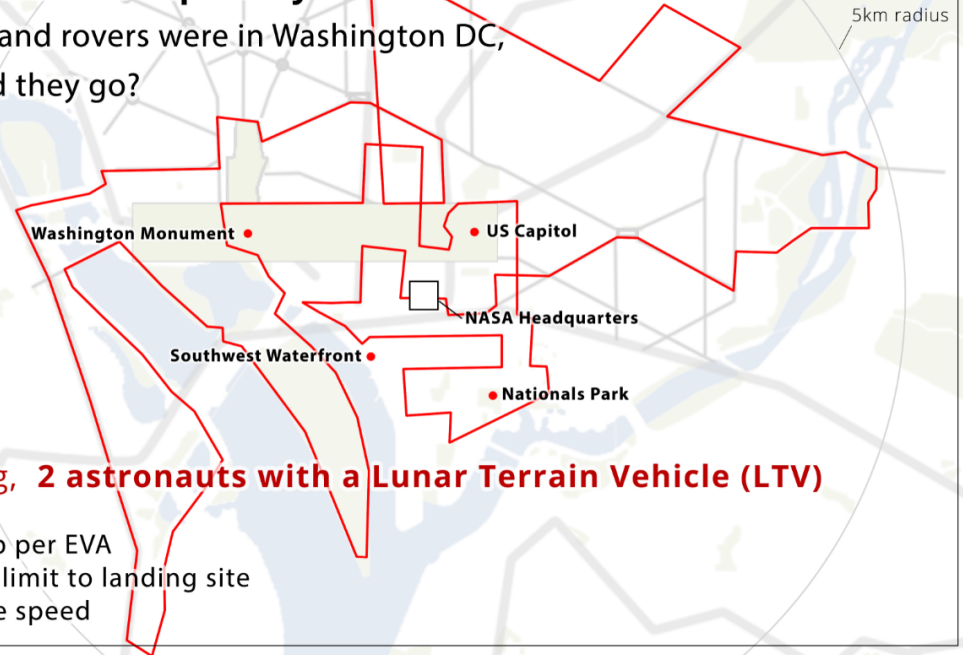 5km radius
and rovers were in Washington DC,
they go?
Washington Monument
US Capitol
NASA Headquarters
Southwest Waterfront
Nationals Park
2 astronauts with a Lunar Terrain Vehicle (LTV)
per EVA
limit to landing site
speed